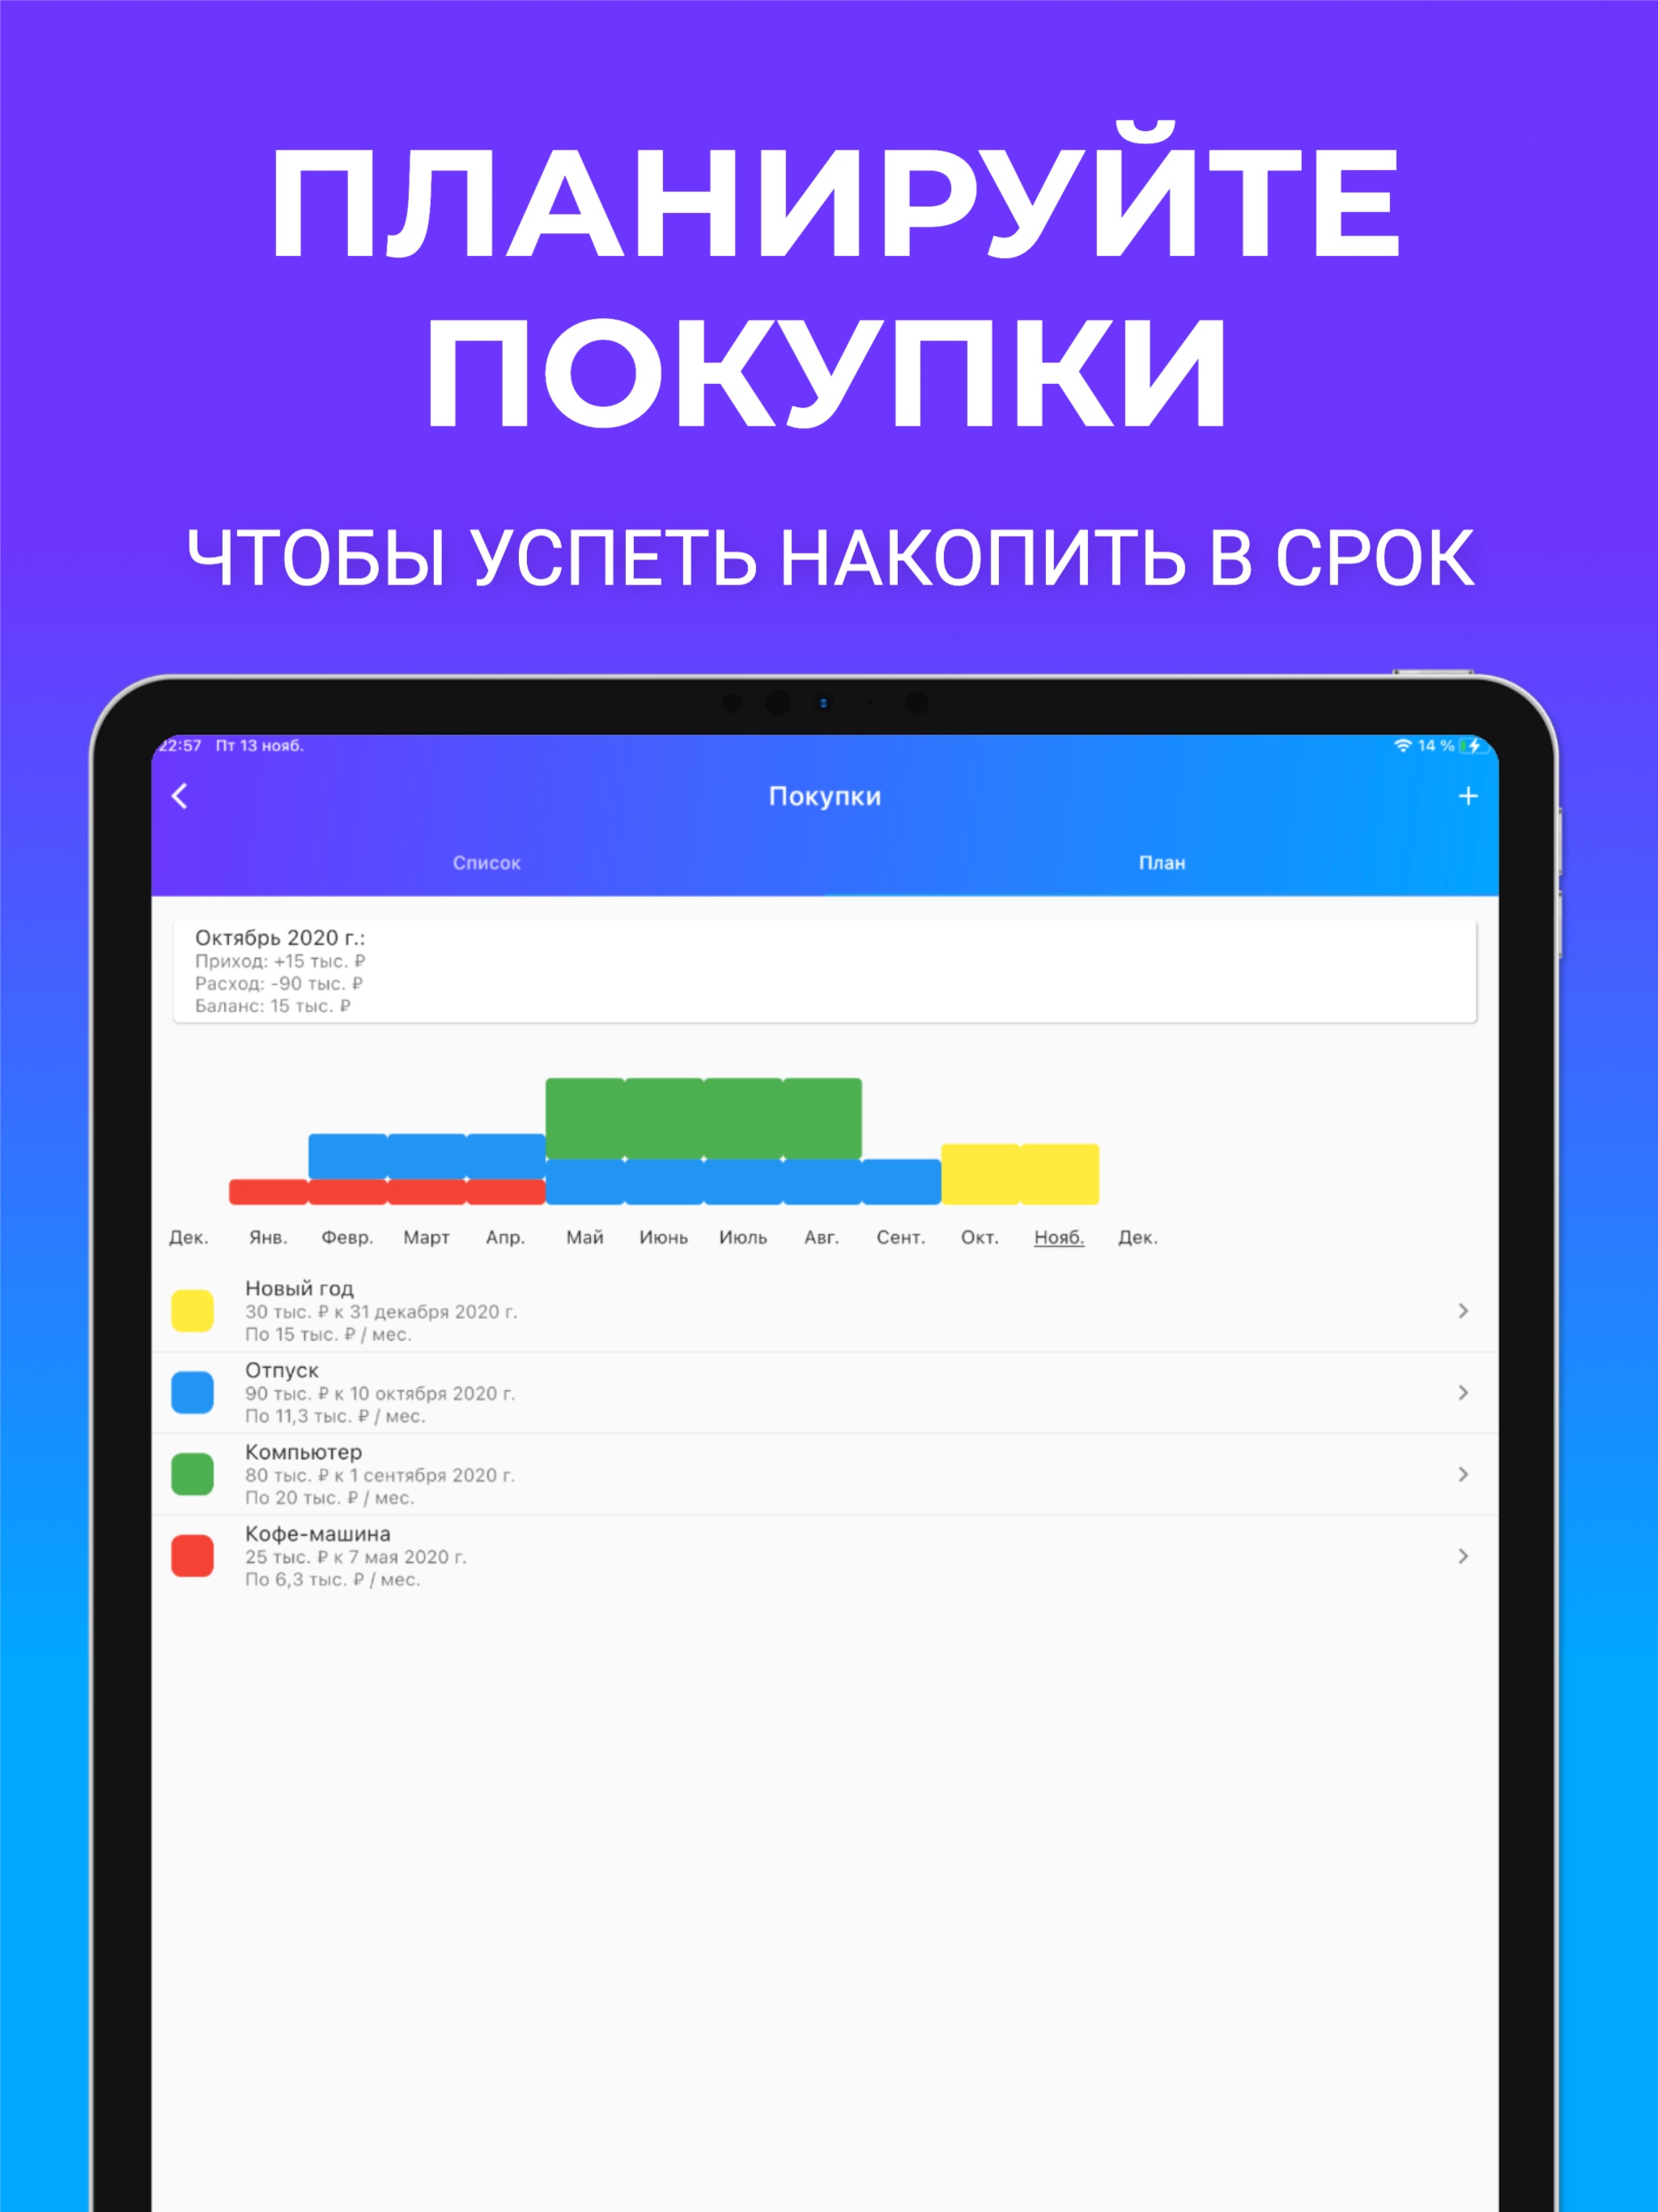 ПЛАНИРУЙТЕ
ПОКУПКИ
ЧТОБЫ УСПЕТЬ НАКОПИТЬ В СРОК
22:57 Пт 13 нояб.
14 %
Покупки
Список
План
Октябрь 2020 г.:
Приход: +15 тыс. ₽
Расход: -90 тыс. ₽
Баланс: 15 тыс. ₽
Дек. Янв. Февр. Март Апр. Май Июнь Июль Авг. Сент. Окт. Нояб. Дек.
Новый год
30 тыс. ₽ к 31 декабря 2020 г.
По 15 тыс. ₽ / мес.
Отпуск
90 тыс. ₽ к 10 октября 2020 г.
По 11,3 тыс. ₽ / мес.
Компьютер
80 тыс. ₽ к 1 сентября 2020 г.
По 20 тыс. ₽ / мес.
Кофе-машина
25 тыс. ₽ к 7 мая 2020 г.
По 6,3 тыс. ₽ / мес.